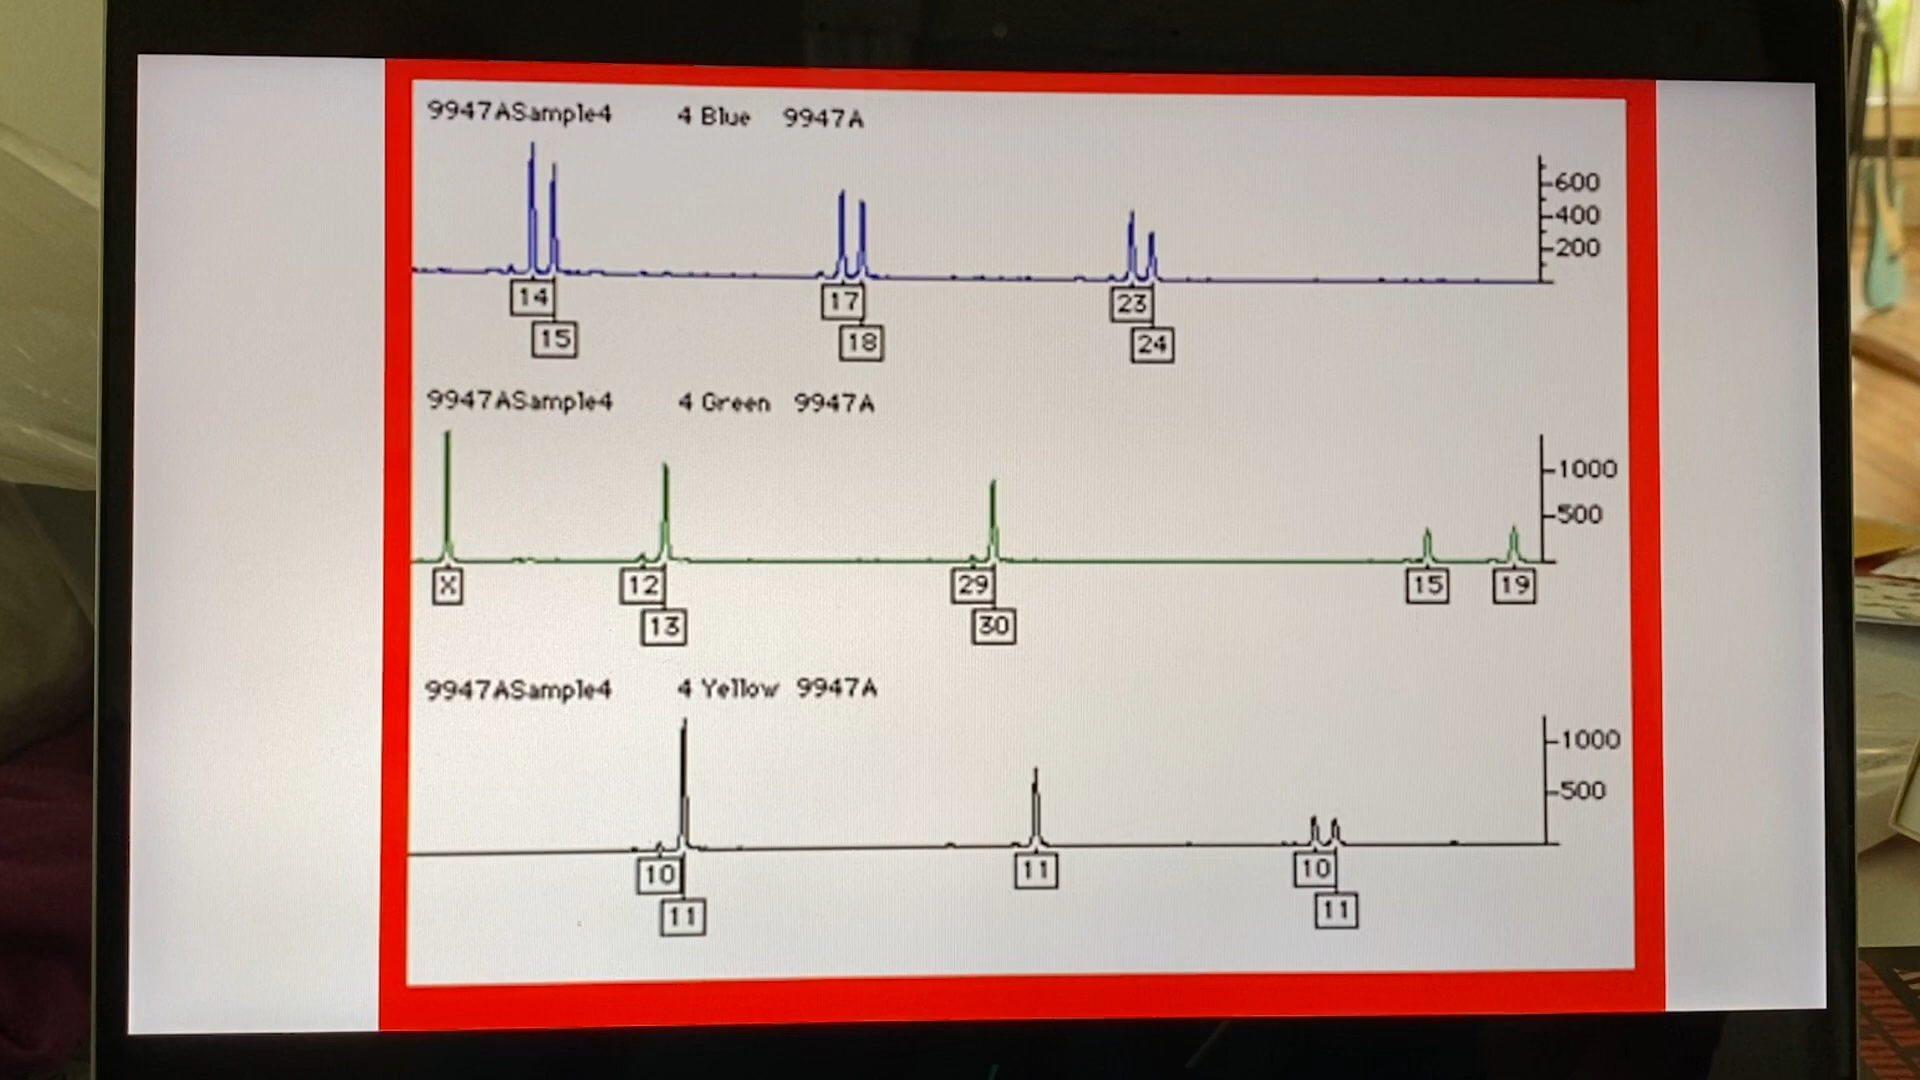 9947ASample4 4 Blue 9947A
600
400
200
14 17 23
15 18 24
9947ASample4 4 Green 9947A
1000
500
X 12 29 15 19
13 30
9947ASample4 4 Yellow 9947A
1000
500
10 11 10
11 11